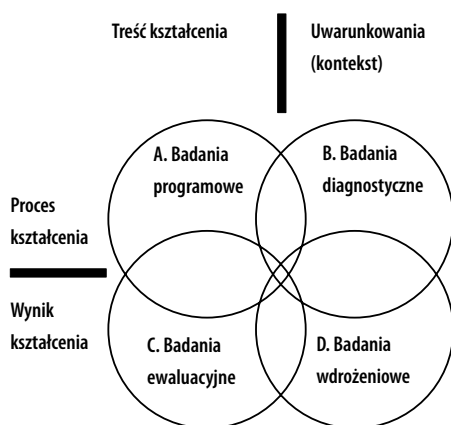 Treść kształcenia
Uwarunkowania
(kontekst)
A. Badania
programowe
B. Badania
diagnostyczne
Proces
kształcenia
Wynik
kształcenia
C. Badania
ewaluacyjne
D. Badania
wdrożeniowe